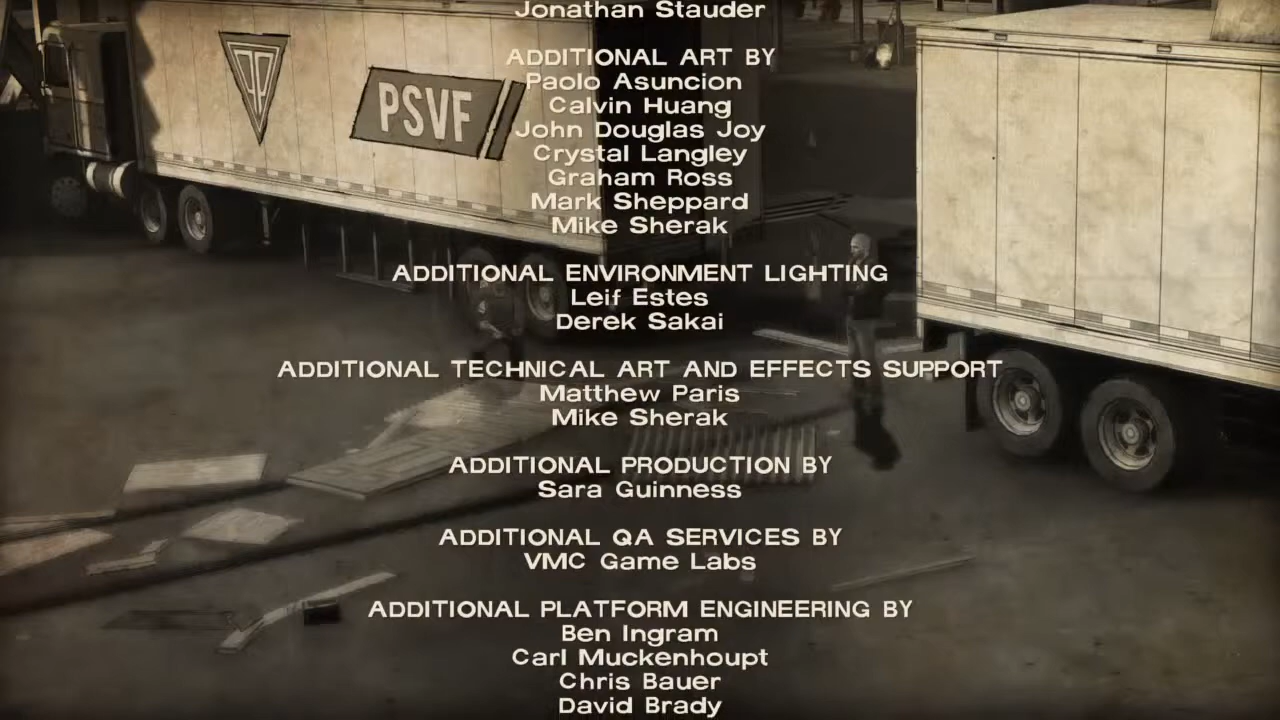 Jonathan Stauder
ADDITIONAL ART BY
Paolo Asuncion
Calvin Huang
PSVF
John Douglas Joy
Crystal Langley
Graham Ross
Mark Sheppard
Mike Sherak
ADDITIONAL ENVIRONMENT LIGHTING
Leif Estes
Derek Sakai
ADDITIONAL TECHNICAL ART AND EFFECTS SUPPORT
Matthew Paris
Mike Sherak
ADDITIONAL PRODUCTION BY
Sara Guinness
ADDITIONAL QA SERVICES BY
VMC Game Labs
ADDITIONAL PLATFORM ENGINEERING BY
Ben Ingram
Carl Muckenhoupt
Chris Bauer
David Brady